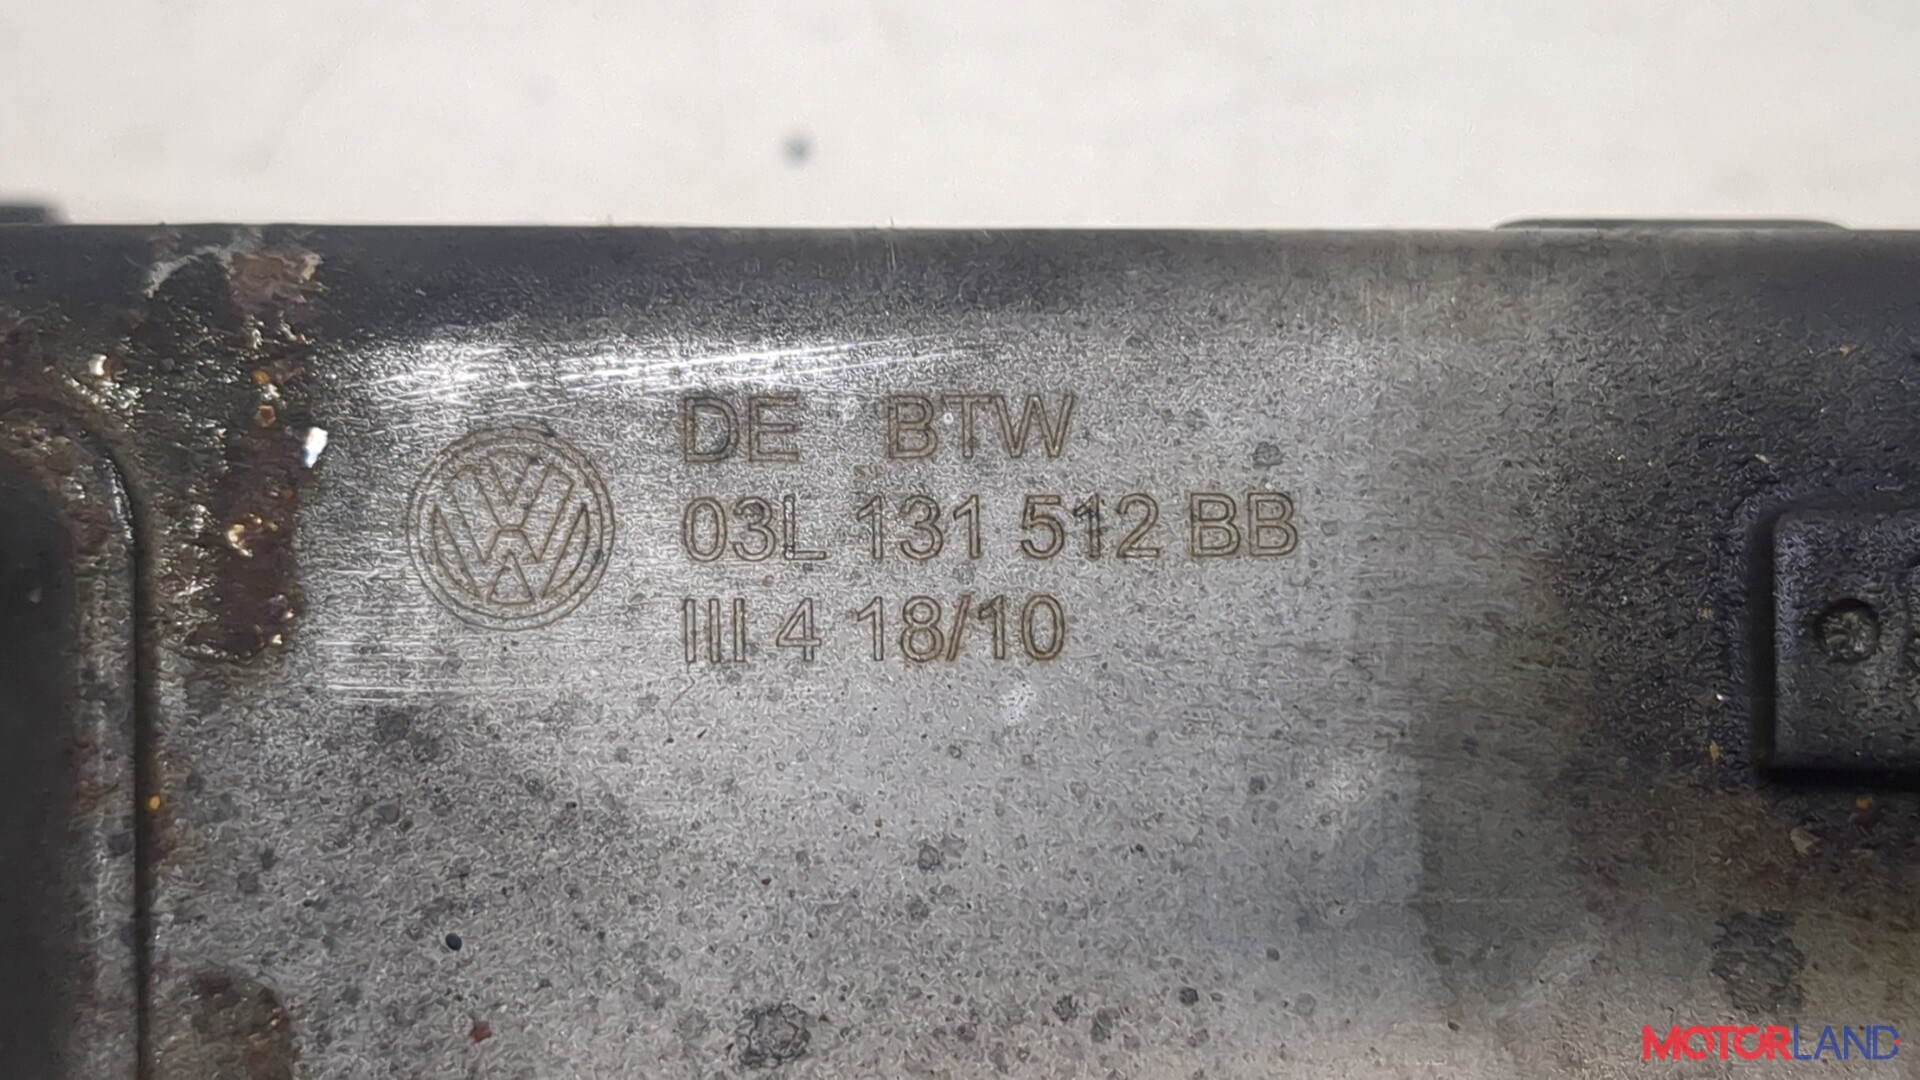 DE BTW
03L 131 512 BB
III 4 18/10
MOTORLAND